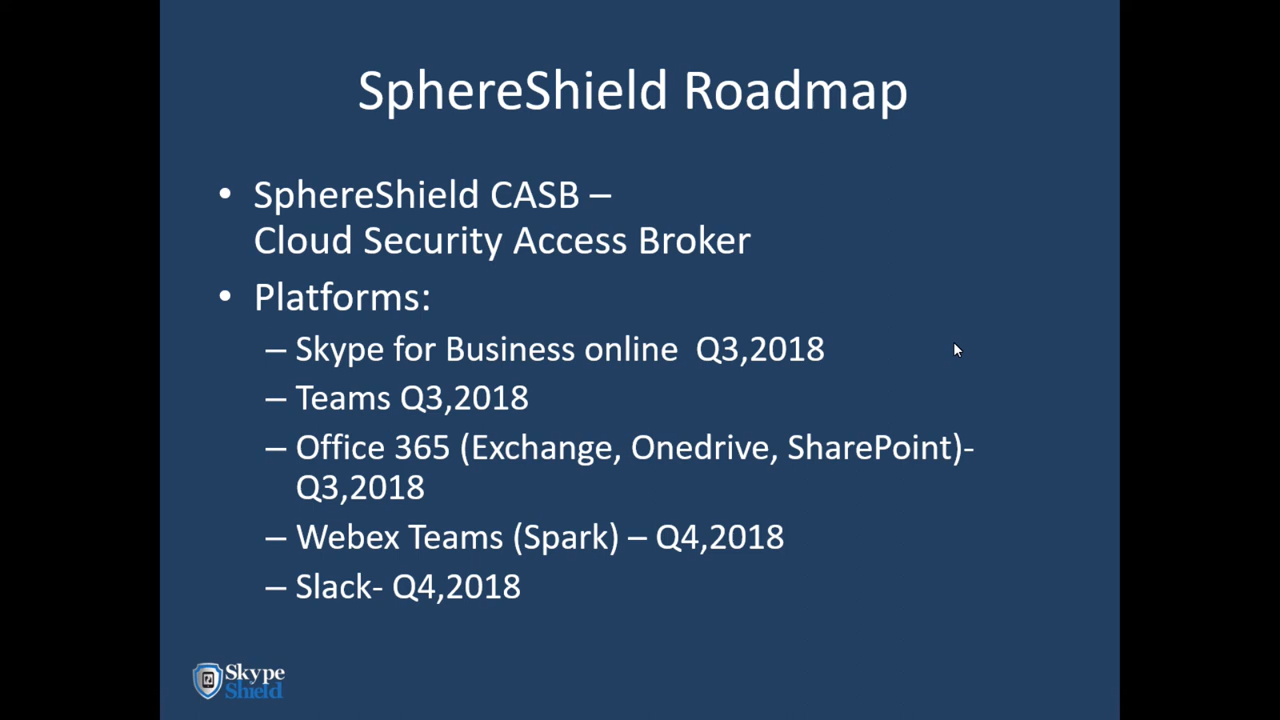 SphereShield Roadmap
• SphereShield CASB –
Cloud Security Access Broker
• Platforms:
– Skype for Business online  Q3,2018
– Teams Q3,2018
– Office 365 (Exchange, Onedrive, SharePoint)-
Q3,2018
– Webex Teams (Spark) – Q4,2018
– Slack- Q4,2018
Skype
Shield